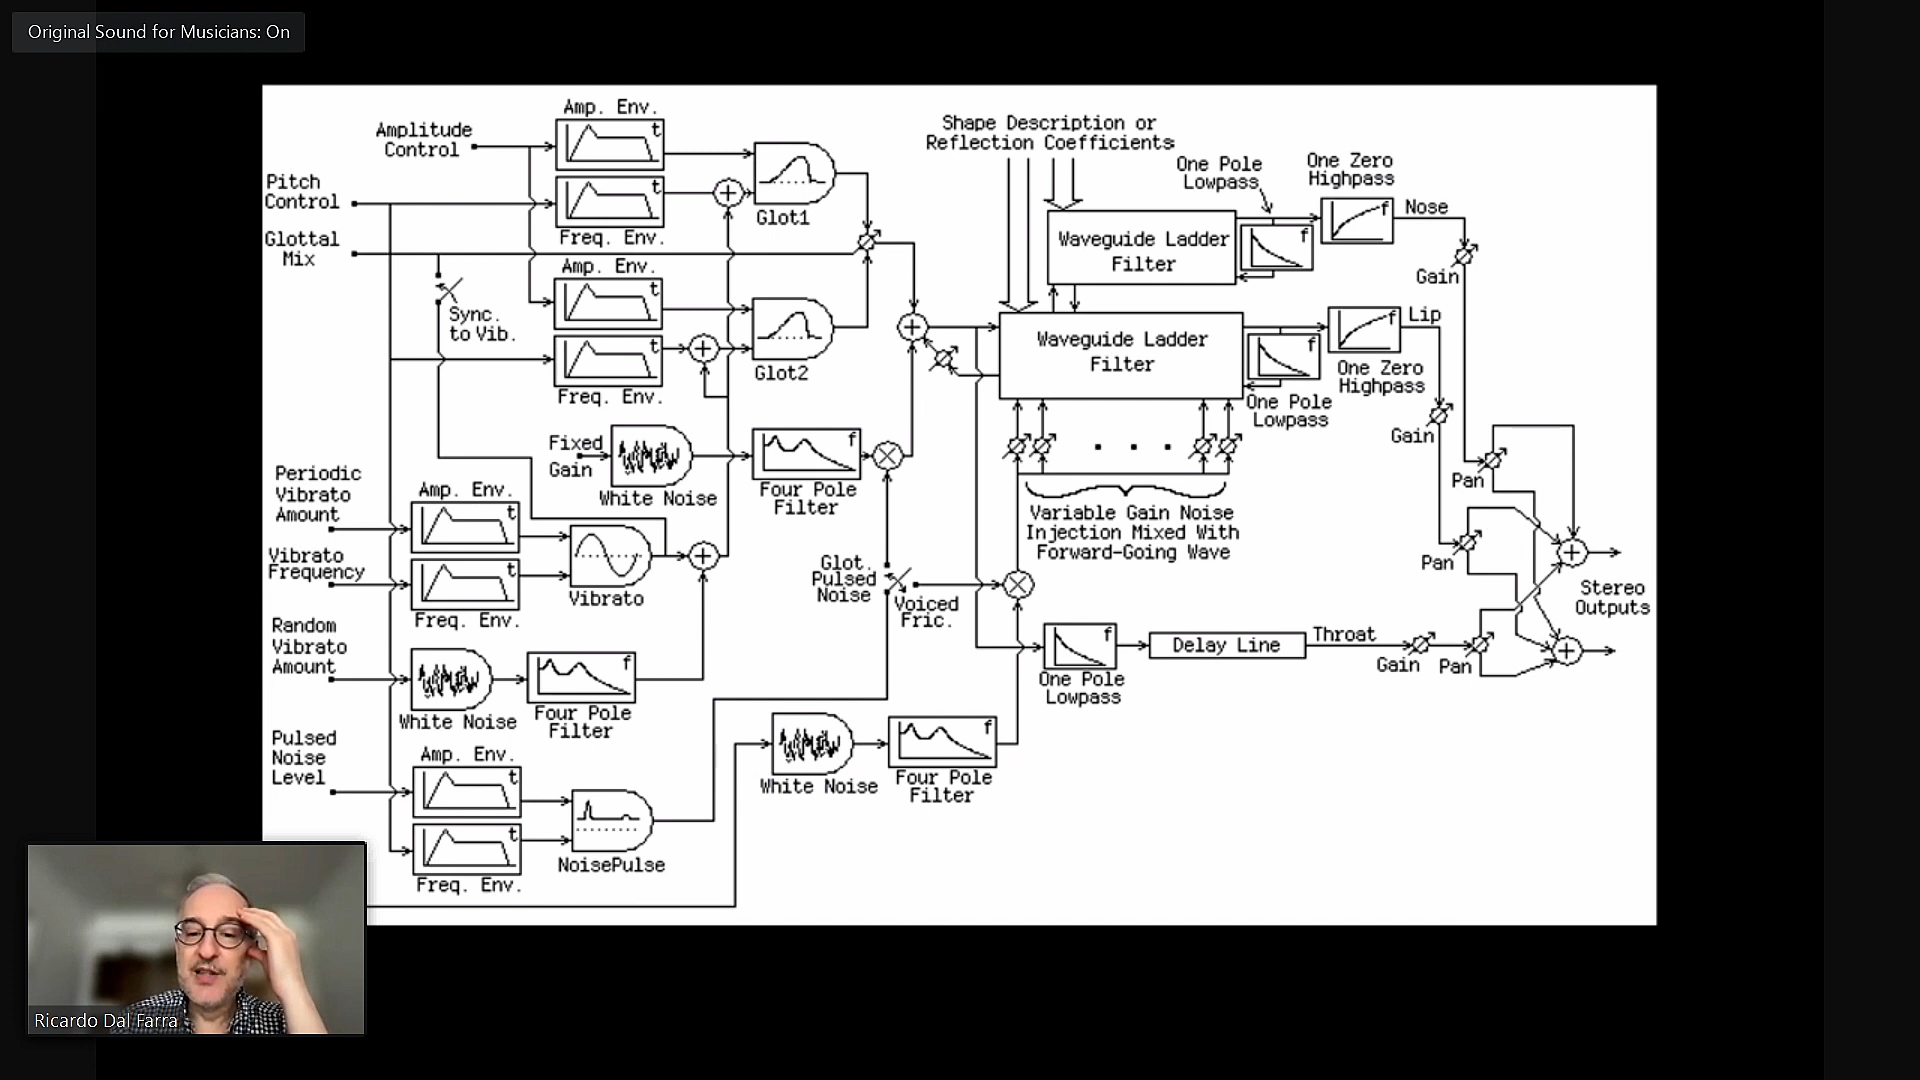 Original Sound for Musicians: On
Amp. Env.
Amplitude
Control
t
Pitch
Control
t
Glot1
Freq. Env.
Glottal
Mix
Amp. Env.
t
Sync.
to Vib.
t
Glot2
Freq. Env.
Fixed
Gain
White Noise
f
Four Pole
Filter
Periodic
Vibrato
Amount
Amp. Env.
t
Vibrato
Frequency
t
Vibrato
Freq. Env.
Random
Vibrato
Amount
White Noise
f
Four Pole
Filter
Pulsed
Noise
Level
Amp. Env.
t
t
NoisePulse
Freq. Env.
Glot.
Pulsed
Noise
Voiced
Fric.
White Noise
f
Four Pole
Filter
Shape Description or
Reflection Coefficients
One Pole
Lowpass
One Zero
Highpass
Waveguide Ladder
Filter
f
f
Nose
Gain
Waveguide Ladder
Filter
f
f
Lip
One Zero
Highpass
One Pole
Lowpass
Gain
Variable Gain Noise
Injection Mixed With
Forward-Going Wave
Pan
Pan
Stereo
Outputs
f
One Pole
Lowpass
Delay Line
Throat
Gain
Pan
Ricardo Dal Farra